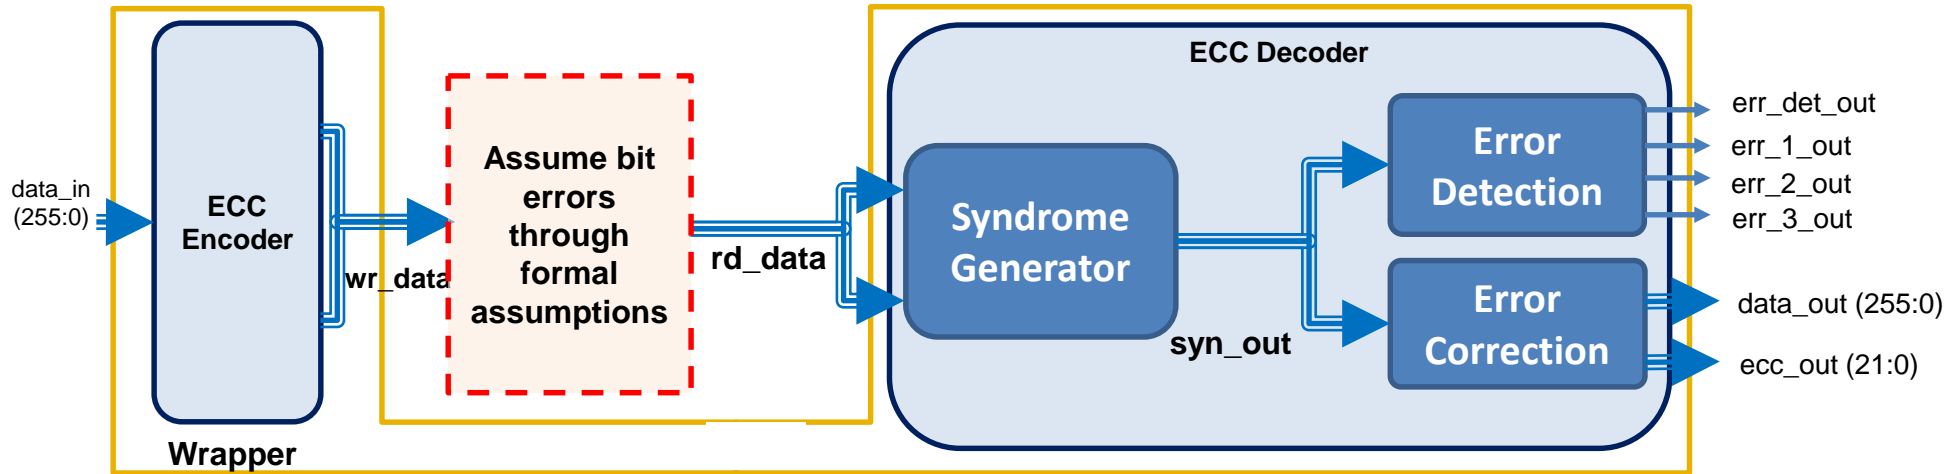 data_in
(255:0)
ECC
Encoder
Wrapper
wr_data
Assume bit
errors
through
formal
assumptions
rd_data
ECC Decoder
Syndrome
Generator
syn_out
Error
Detection
Error
Correction
err_det_out
err_1_out
err_2_out
err_3_out
data_out (255:0)
ecc_out (21:0)